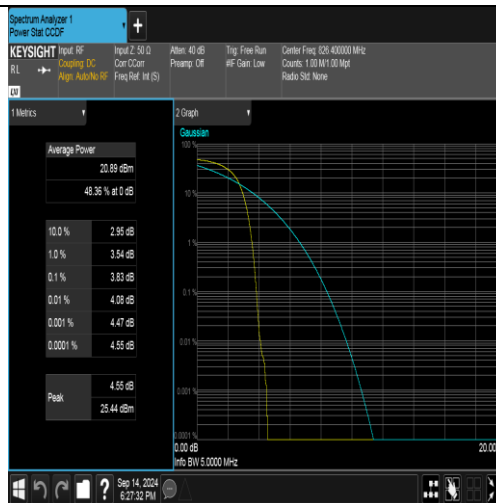 Spectrum Analyzer 1
Power Stat CCDF
KEYSIGHT
R L
Input: RF
Coupling: DC
Align: Auto/No RF
Input Z: 50 Ω
Corr CCorr
Freq Ref: Int (S)
Atten: 40 dB
Preamp: Off
Trig: Free Run
#IF Gain: Low
Center Freq: 826.400000 MHz
Counts: 1.00 M/1.00 Mpt
Radio Std: None
1 Metrics
Average Power
20.89 dBm
48.36 % at 0 dB
10.0 % 2.95 dB
1.0 % 3.54 dB
0.1 % 3.83 dB
0.01 % 4.08 dB
0.001 % 4.47 dB
0.0001 % 4.55 dB
Peak
4.55 dB
25.44 dBm
2 Graph
Gaussian
100 %
10 %
1 %
0.1 %
0.01 %
0.001 %
0.0001 %
0.00 dB
20.00
Info BW 5.0000 MHz
?
Sep 14, 2024
6:27:32 PM